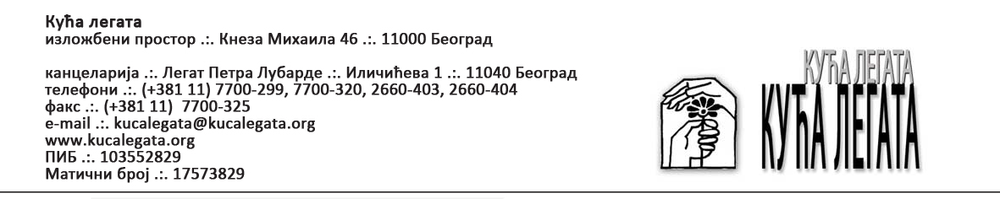 Кућа легата
изложбени простор .:. Кнеза Михаила 46 .:. 11000 Београд
канцеларија .:. Легат Петра Лубарде .:. Иличићева 1 .:. 11040 Београд
телефони .:. (+381 11) 7700-299, 7700-320, 2660-403, 2660-404
факс .:. (+381 11)  7700-325
e-mail .:. kucalegata@kucalegata.org
www.kucalegata.org
ПИБ .:. 103552829
Матични број .:. 17573829
КУЋА ЛЕГАТА
КУЋА ЛЕГАТА